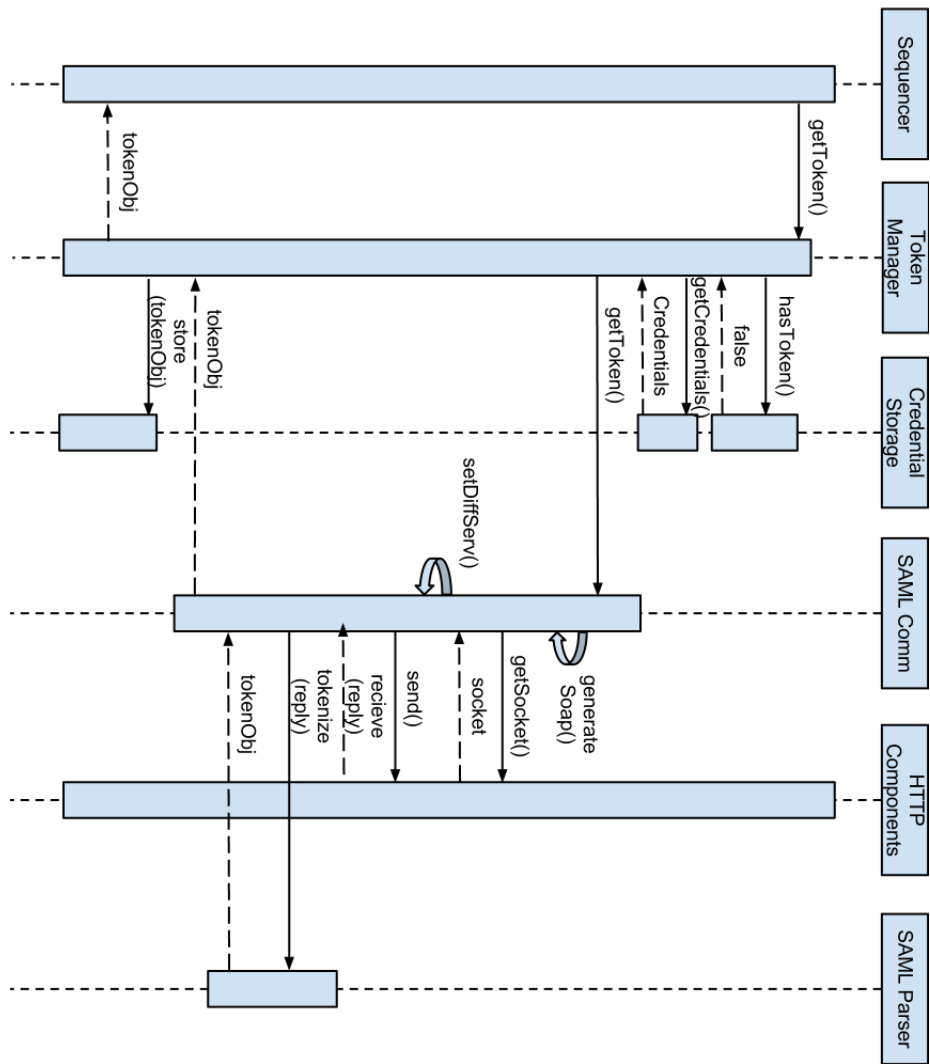 Sequencer
Token
Manager
Credential
Storage
SAML Comm
HTTP
Components
SAML Parser
getToken()
hasToken()
false
getCredentials()
Credentials
getToken()
generate
Soap()
getSocket()
socket
setDiffServ()
send()
recieve
(reply)
tokenize
(reply)
tokenObj
tokenObj
store
(tokenObj)
tokenObj